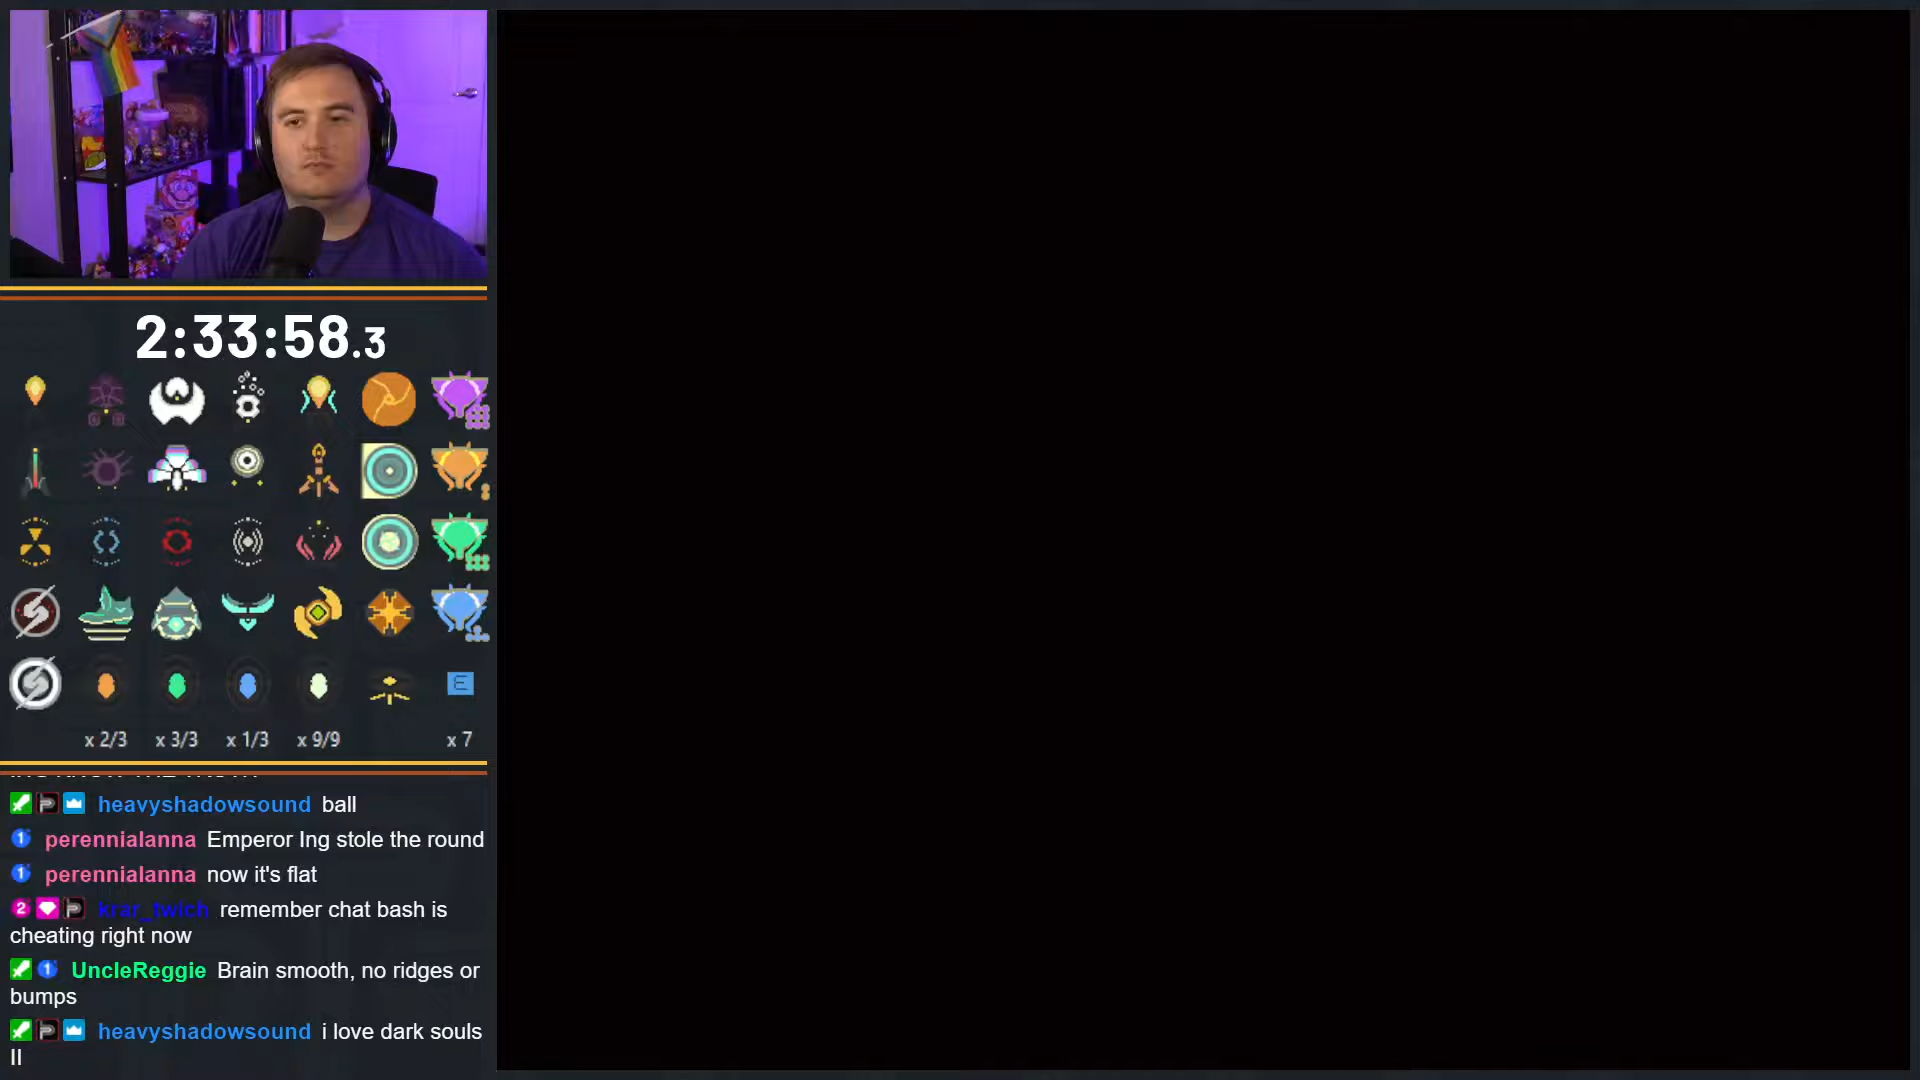 2:33:58.3
E
x 2/3 x 3/3 x 1/3 x 9/9 x 7
heavyshadowsound ball
perennialanna Emperor Ing stole the round
perennialanna now it's flat
2 krar_twich remember chat bash is
cheating right now
UncleReggie Brain smooth, no ridges or
bumps
heavyshadowsound i love dark souls
II